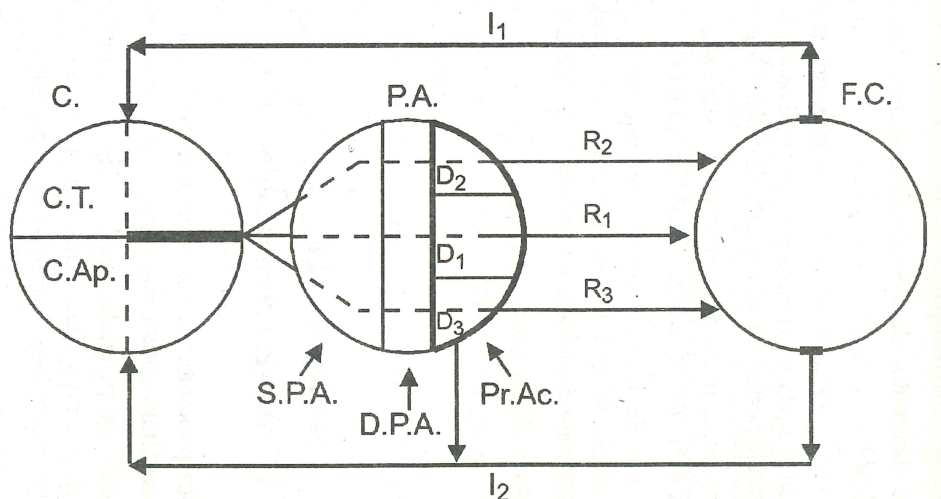 I₁
C. P.A. F.C.
R₂
D₂
C.T.
R₁
C.Ap.
D₁
R₃
D₃
S.P.A. Pr.Ac.
D.P.A.
I₂